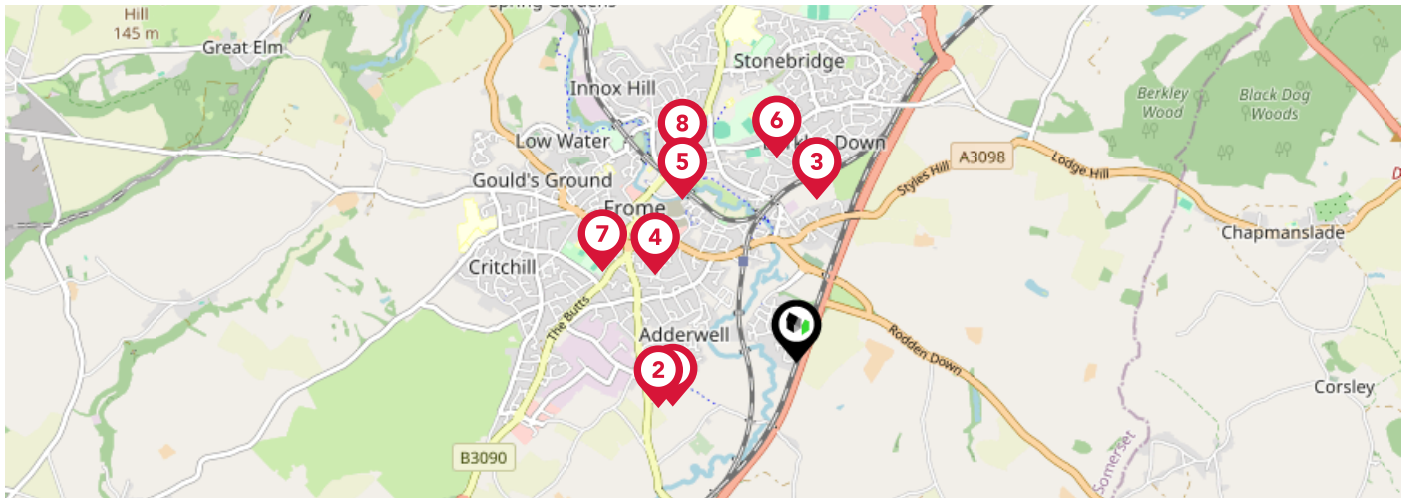 Spring Gardens
Hill
145 m
Great Elm
Stonebridge
Innox Hill
Berkley
Wood
Black Dog
Woods
8
6
Low Water
Down
5
3
A3098
Styles Hill
Lodge Hill
Gould's Ground
Frome
7
4
Chapmanslade
Critchill
The Butts
Adderwell
Rodden Down
2
Corsley
B3090
Somerset